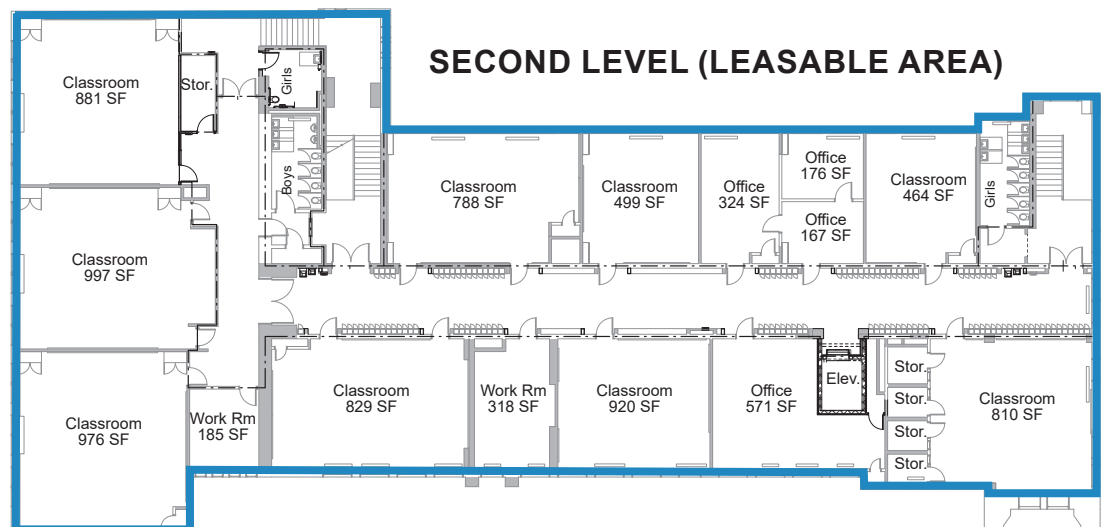 SECOND LEVEL (LEASABLE AREA)
Classroom
881 SF
Stor.
Girls
Boys
Classroom
788 SF
Classroom
499 SF
Office
324 SF
Office
176 SF
Office
167 SF
Classroom
464 SF
Girls
Classroom
997 SF
Classroom
976 SF
Work Rm
185 SF
Classroom
829 SF
Work Rm
318 SF
Classroom
920 SF
Office
571 SF
Elev.
Stor.
Stor.
Stor.
Stor.
Classroom
810 SF